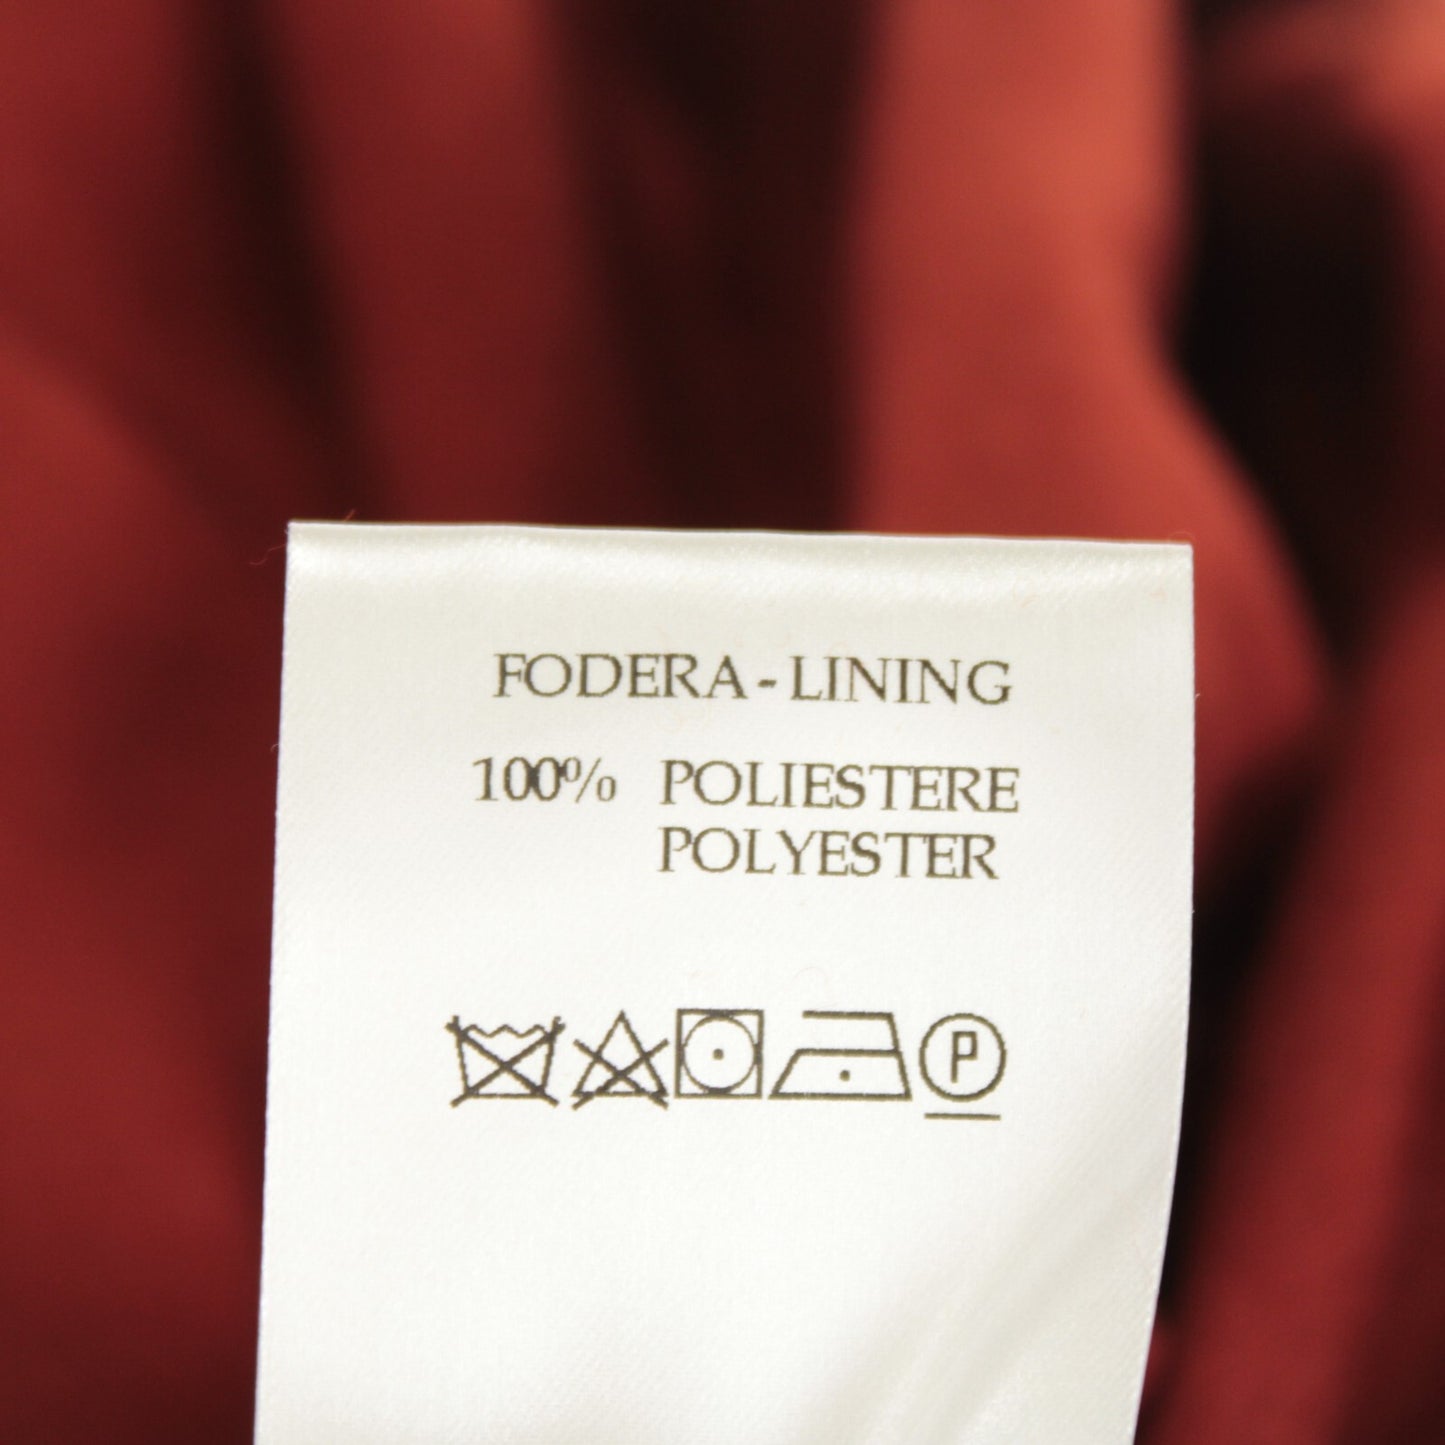 FODERA - LINING
100% POLIESTERE
POLYESTER
P